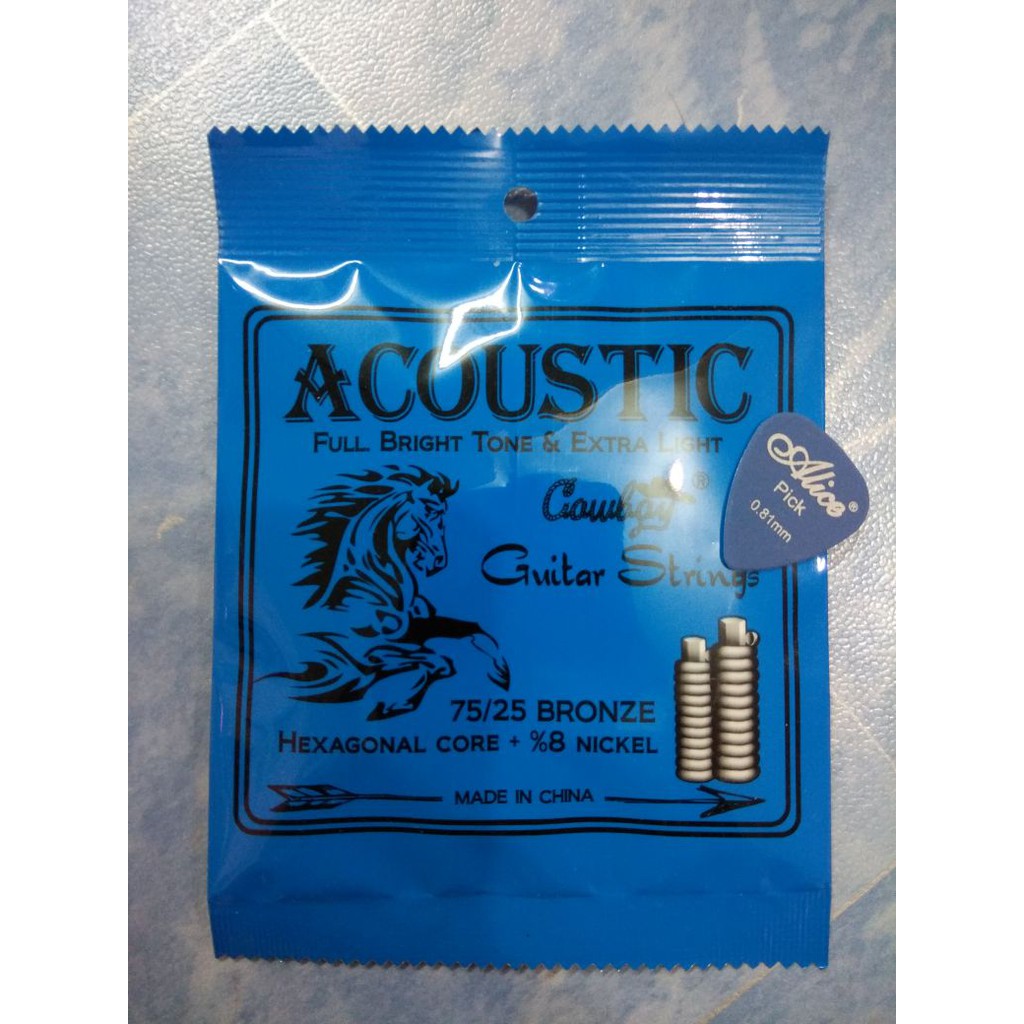 ACOUSTIC
FULL BRIGHT TONE & EXTRA LIGHT
Cowboy®
Guitar Strings
Alice®
Pick
0.81mm
75/25 BRONZE
HEXAGONAL CORE + %8 NICKEL
MADE IN CHINA